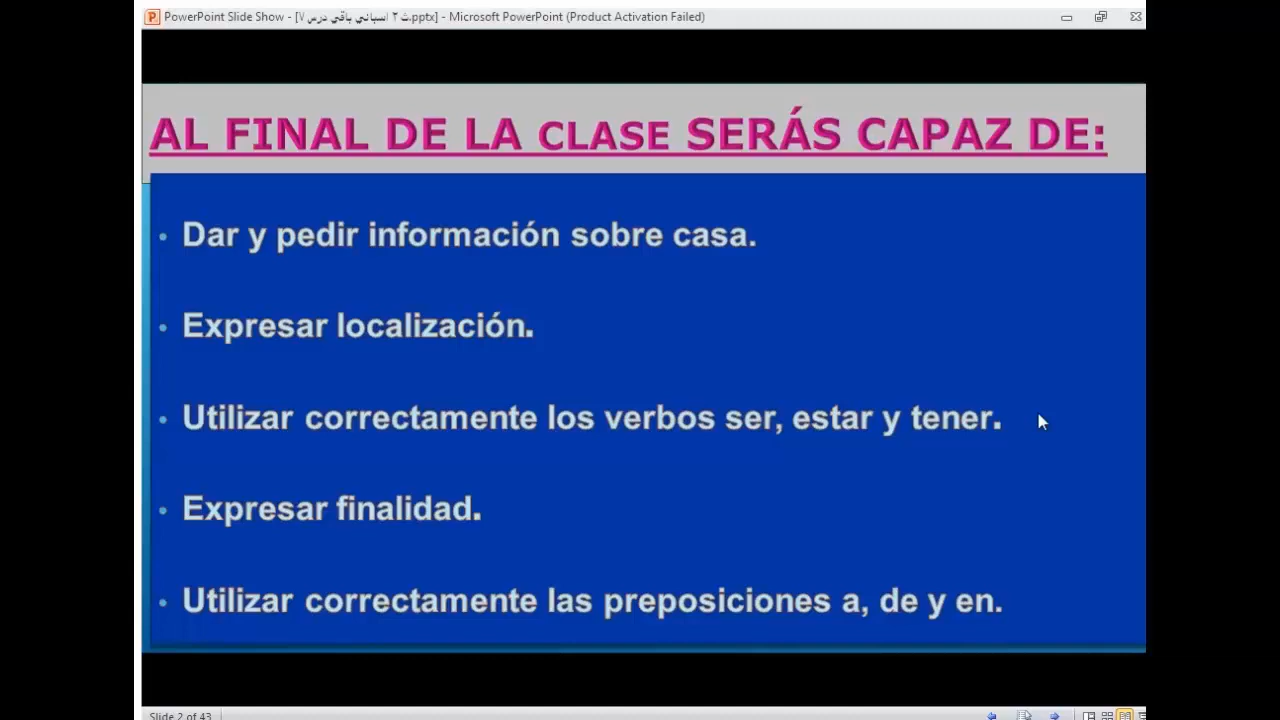 PowerPoint Slide Show - [ث ٢ اسباني باقي درس ٧.pptx] - Microsoft PowerPoint (Product Activation Failed)
AL FINAL DE LA CLASE SERÁS CAPAZ DE:
• Dar y pedir información sobre casa.
• Expresar localización.
• Utilizar correctamente los verbos ser, estar y tener.
• Expresar finalidad.
• Utilizar correctamente las preposiciones a, de y en.
Slide 2 of 43